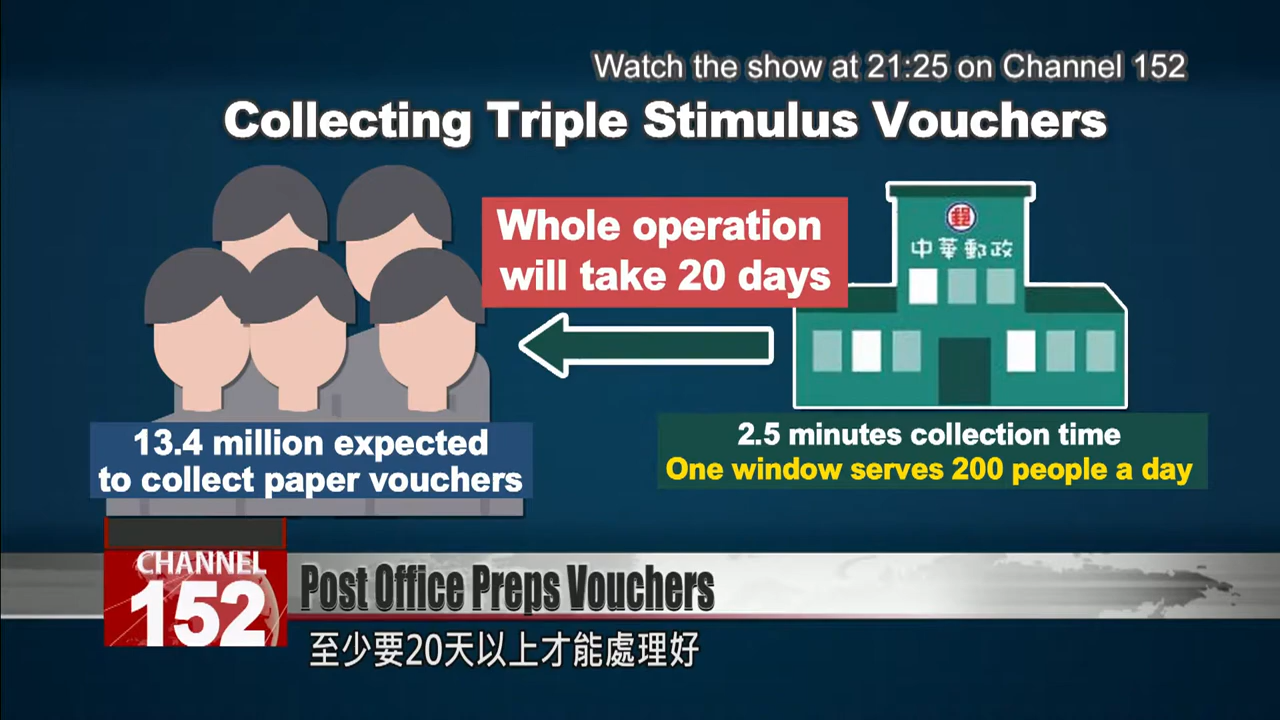 Watch the show at 21:25 on Channel 152
Collecting Triple Stimulus Vouchers
Whole operation
will take 20 days
郵
中華郵政
13.4 million expected
to collect paper vouchers
2.5 minutes collection time
One window serves 200 people a day
CHANNEL
152
Post Office Preps Vouchers
至少要20天以上才能處理好